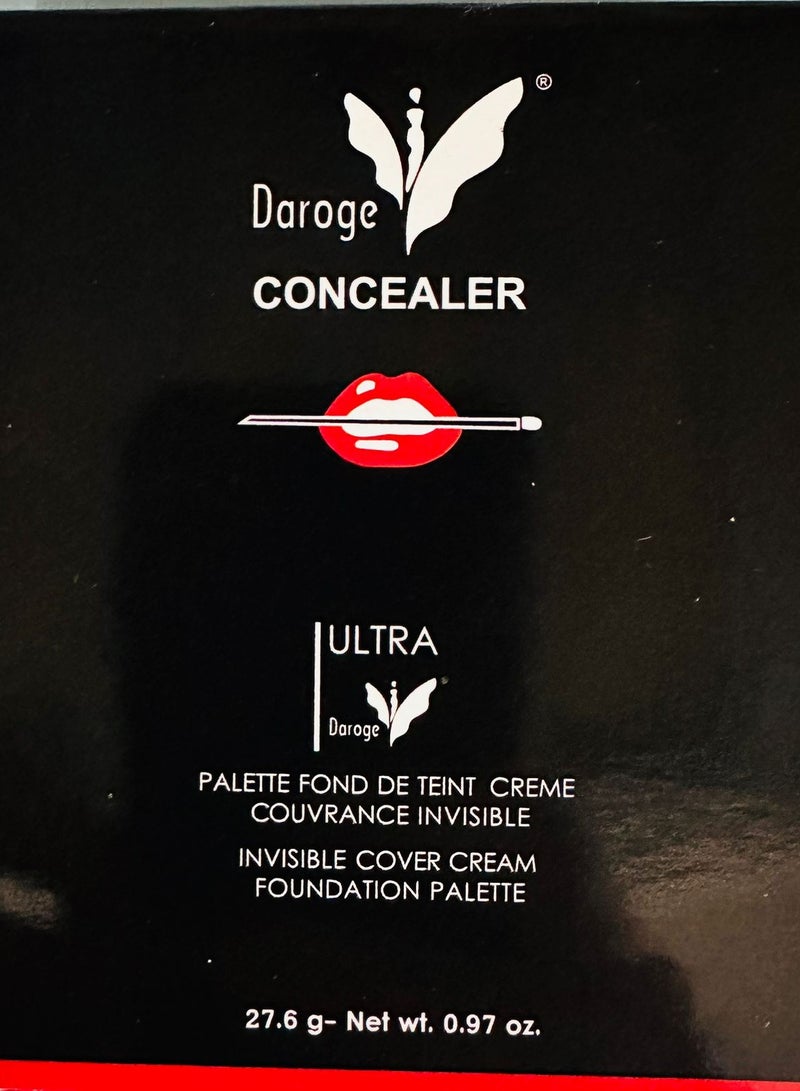 ®
Daroge
CONCEALER
ULTRA
Daroge
PALETTE FOND DE TEINT CREME
COUVRANCE INVISIBLE
INVISIBLE COVER CREAM
FOUNDATION PALETTE
27.6 g- Net wt. 0.97 oz.